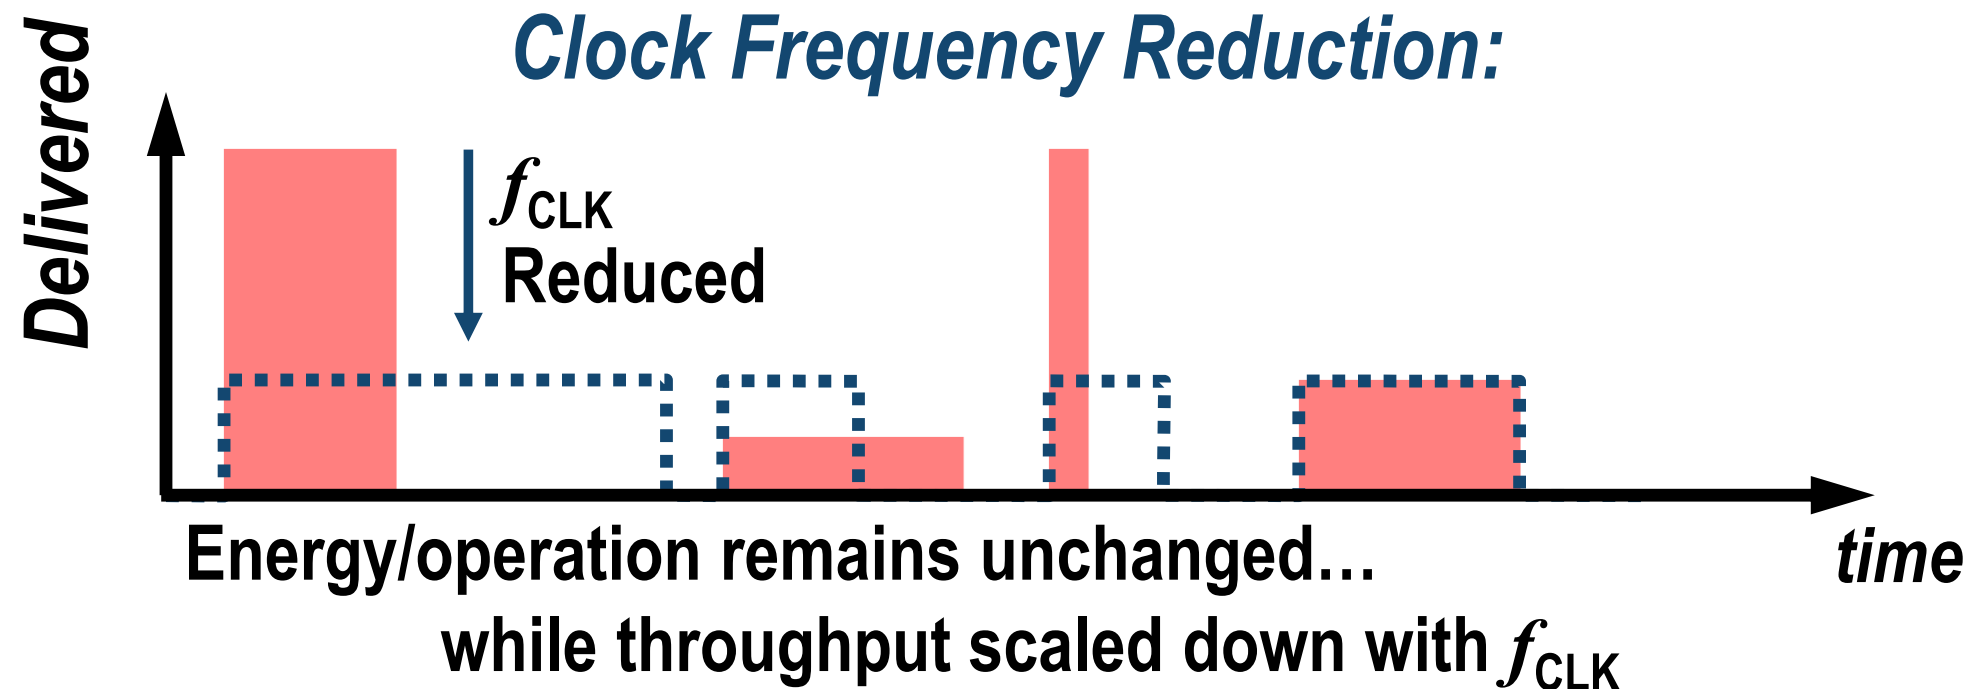 Clock Frequency Reduction:
Delivered
fCLK
Reduced
Energy/operation remains unchanged…
time
while throughput scaled down with fCLK